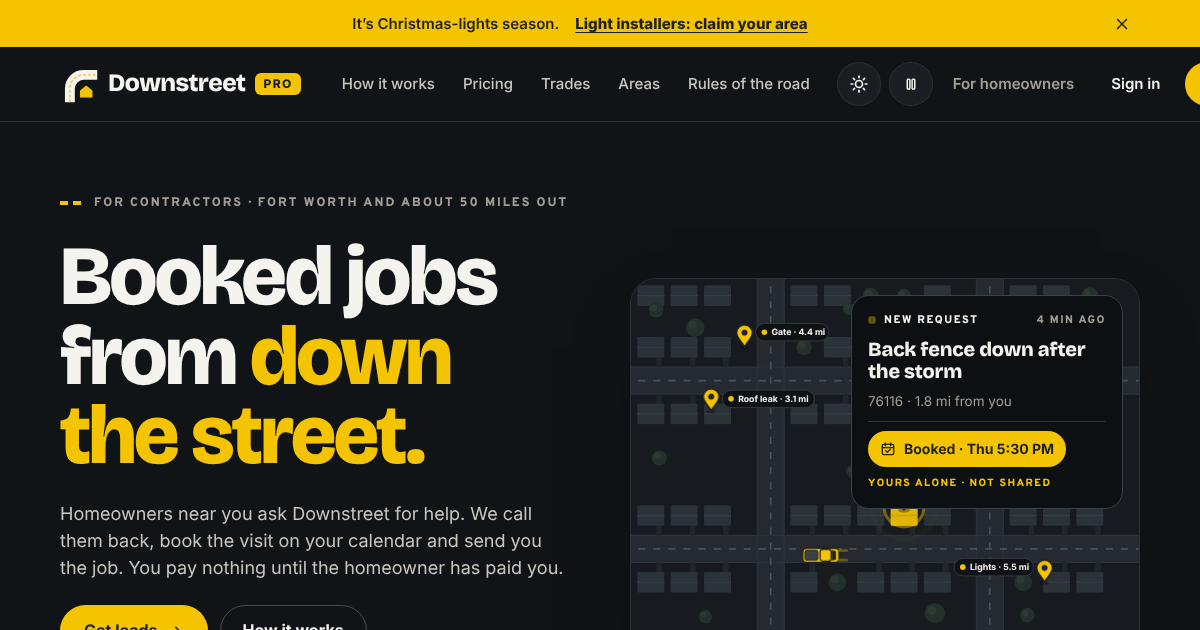 It's Christmas-lights season. Light installers: claim your area
Downstreet PRO How it works Pricing Trades Areas Rules of the road For homeowners Sign in
FOR CONTRACTORS · FORT WORTH AND ABOUT 50 MILES OUT
Booked jobs
from down
the street.
Homeowners near you ask Downstreet for help. We call
them back, book the visit on your calendar and send you
the job. You pay nothing until the homeowner has paid you.
Get leads → How it works
Gate · 4.4 mi
Roof leak · 3.1 mi
NEW REQUEST 4 MIN AGO
Back fence down after
the storm
76116 · 1.8 mi from you
Booked · Thu 5:30 PM
YOURS ALONE · NOT SHARED
Lights · 5.5 mi